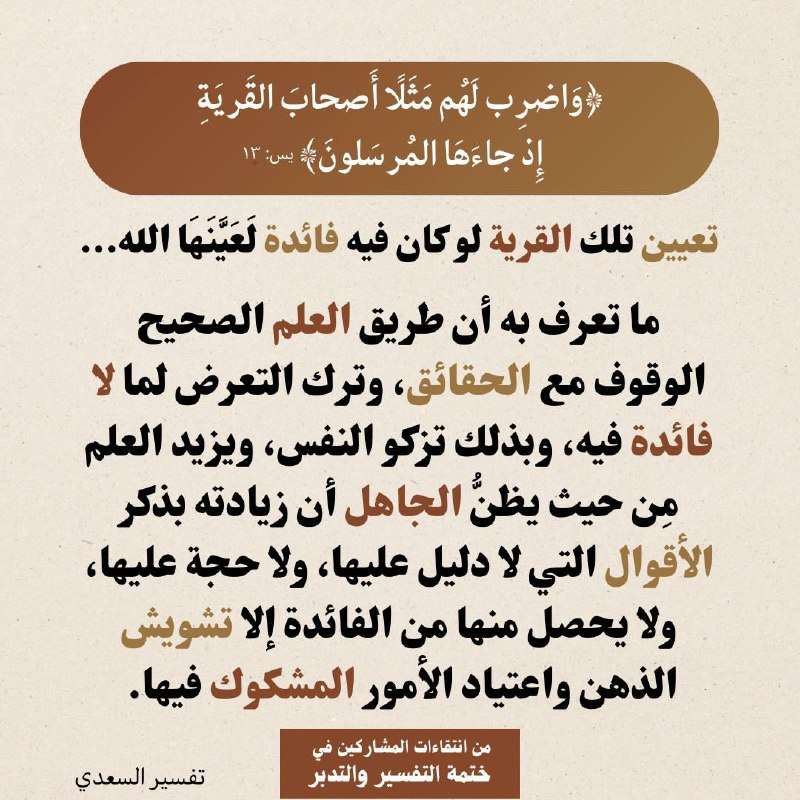 ﴿وَاضرِب لَهُم مَثَلًا أَصحابَ القَريَةِ
إِذ جاءَهَا المُرسَلونَ﴾ يس: ١٣
تعيين تلك القرية لو كان فيه فائدة لَعَيَّنَهَا الله...
ما تعرف به أن طريق العلم الصحيح
الوقوف مع الحقائق، وترك التعرض لما لا
فائدة فيه، وبذلك تزكو النفس، ويزيد العلم
مِن حيث يظنُّ الجاهل أن زيادته بذكر
الأقوال التي لا دليل عليها، ولا حجة عليها،
ولا يحصل منها من الفائدة إلا تشويش
الذهن واعتياد الأمور المشكوك فيها.
من انتقاءات المشاركين في
ختمة التفسير والتدبر
تفسير السعدي